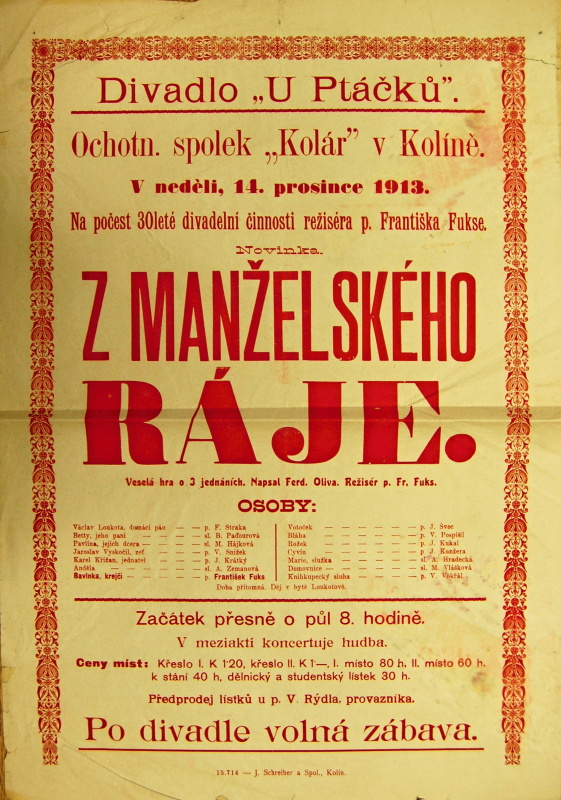 Divadlo „U Ptáčků”.
Ochotn. spolek „Kolár” v Kolíně.
V neděli, 14. prosince 1913.
Na počest 30leté divadelní činnosti režiséra p. Františka Fukse.
Novinka.
Z MANŽELSKÉHO
RÁJE.
Veselá hra o 3 jednáních. Napsal Ferd. Oliva. Režisér p. Fr. Fuks.
OSOBY:
Václav Loukota, domácí pán — — — p. F. Straka
Betty, jeho paní — — — sl. B. Pačourová
Pavlína, jejich dcera — — — sl. M. Hájková
Jaroslav Vyskočil, zeť — — — p. V. Snížek
Karel Křižan, jednatel — — — p. J. Krátký
Anděla — — — — sl. A. Zemanová
Bavinka, krejčí — — — p. František Fuks
Votoček — — — — — p. J. Švec
Bláha — — — — — p. V. Pospíšil
Rožek — — — — — p. J. Kukal
Cyvín — — — — — p. J. Kozdera
Marie, služka — — — — sl. A. Hradecká
Domovnice — — — — sl. M. Vlášková
Knihkupecký sluha — — — p. V. Vokřál
Doba přítomná. Děj v bytě Loukotově.
Začátek přesně o půl 8. hodině.
V meziaktí koncertuje hudba.
Ceny míst: Křeslo I. K 1·20, křeslo II. K 1·—, I. místo 80 h, II. místo 60 h.
k stání 40 h, dělnický a studentský lístek 30 h.
Předprodej lístků u p. V. Rýdla, provazníka.
Po divadle volná zábava.
15.714 — J. Schreiber a Spol., Kolín.